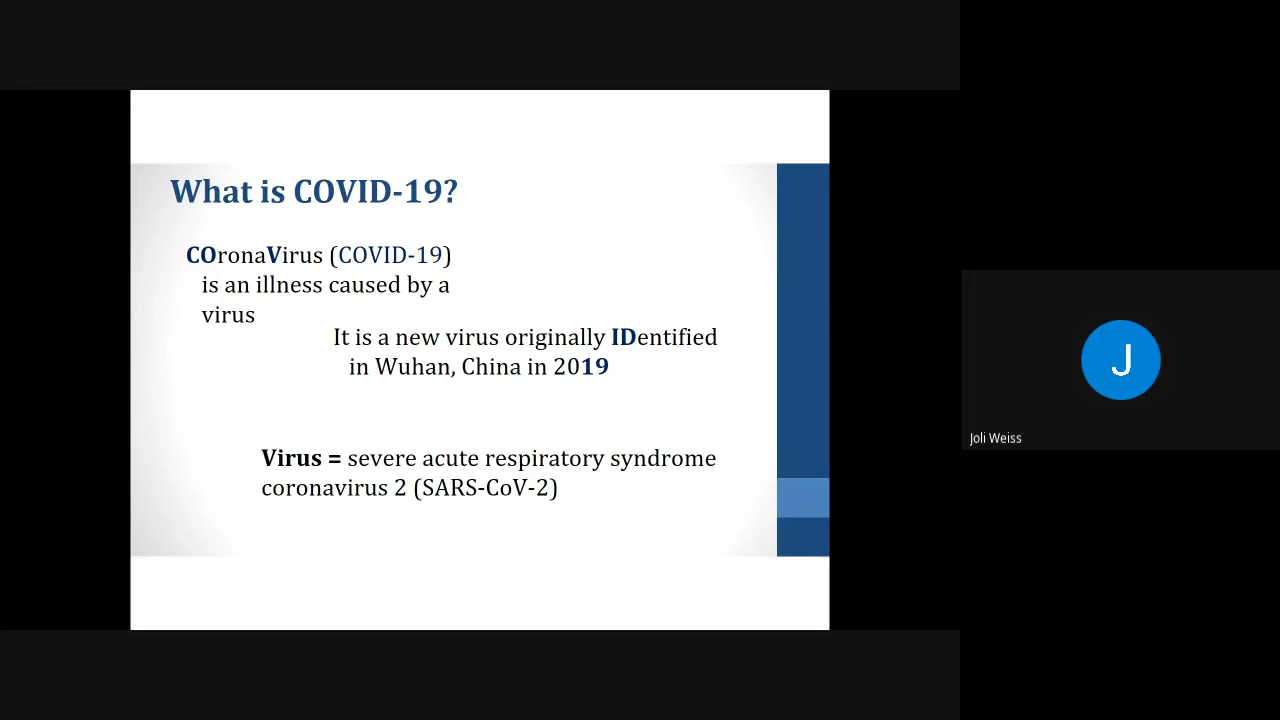 What is COVID-19?
COronaVirus (COVID-19)
is an illness caused by a
virus
It is a new virus originally IDentified
in Wuhan, China in 2019
Virus = severe acute respiratory syndrome
coronavirus 2 (SARS-CoV-2)
J
Joli Weiss